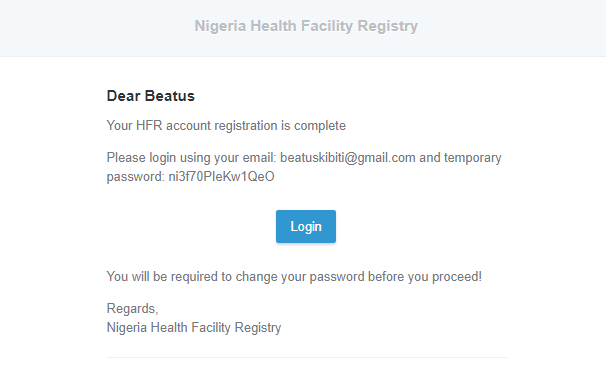 Nigeria Health Facility Registry
Dear Beatus
Your HFR account registration is complete
Please login using your email: beatuskibiti@gmail.com and temporary
password: ni3f70PIeKw1QeO
Login
You will be required to change your password before you proceed!
Regards,
Nigeria Health Facility Registry